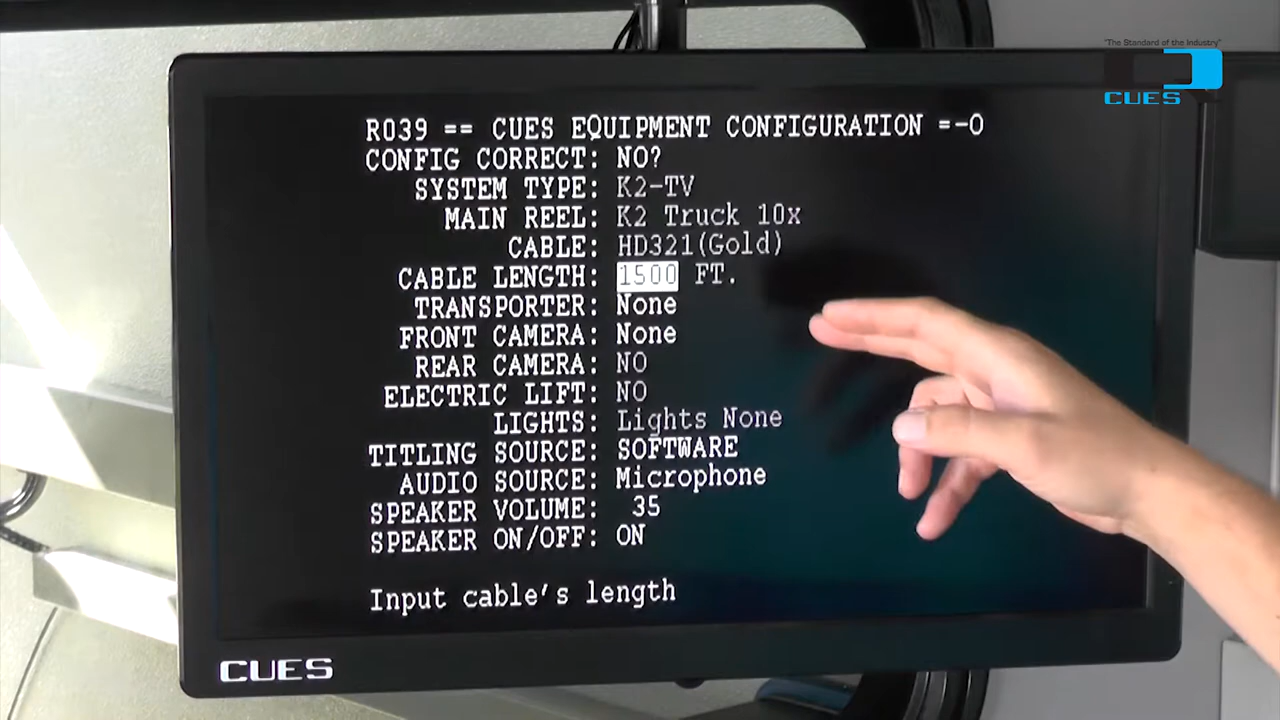 "The Standard of the Industry"
CUES
R039 == CUES EQUIPMENT CONFIGURATION =-O
CONFIG CORRECT: NO?
SYSTEM TYPE: K2-TV
MAIN REEL: K2 Truck 10x
CABLE: HD321(Gold)
CABLE LENGTH: 1500 FT.
TRANSPORTER: None
FRONT CAMERA: None
REAR CAMERA: NO
ELECTRIC LIFT: NO
LIGHTS: Lights None
TITLING SOURCE: SOFTWARE
AUDIO SOURCE: Microphone
SPEAKER VOLUME: 35
SPEAKER ON/OFF: ON
Input cable's length
CUES